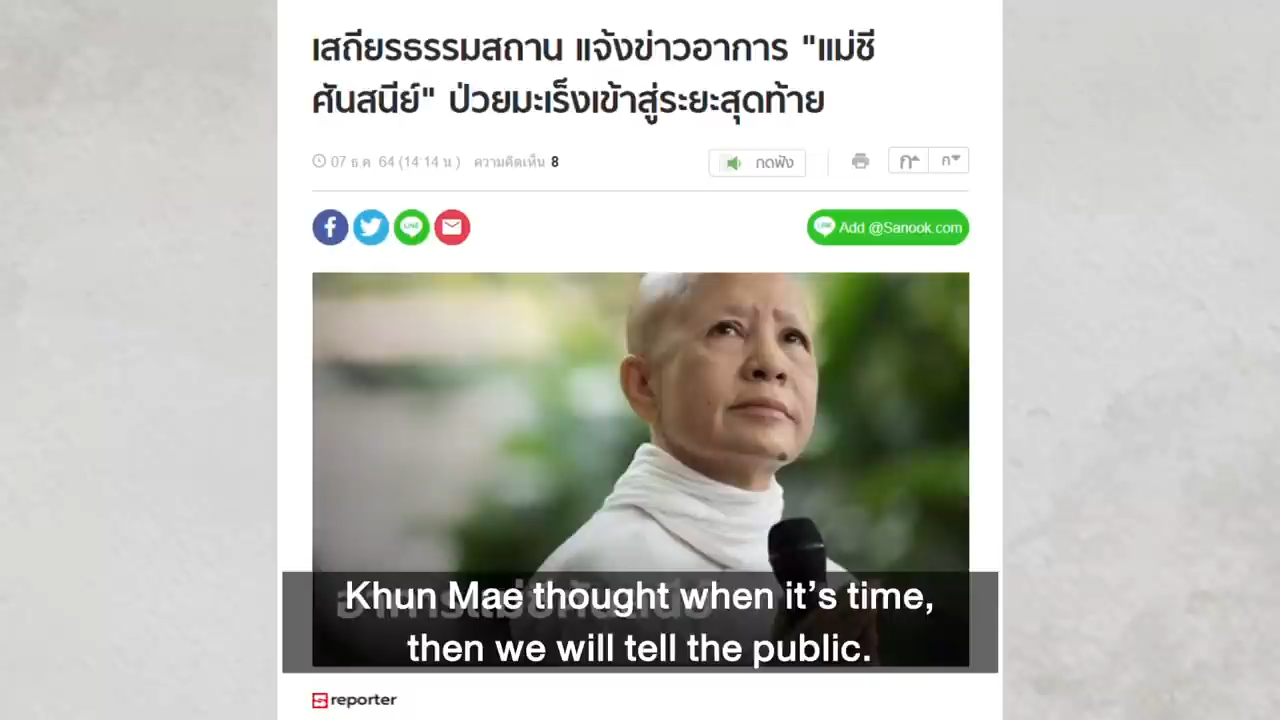 เสถียรธรรมสถาน แจ้งข่าวอาการ "แม่ชี
ศันสนีย์" ป่วยมะเร็งเข้าสู่ระยะสุดท้าย
07 ธ.ค. 64 (14:14 น.) ความคิดเห็น 8
กดฟัง
ก ก
LINE Add @Sanook.com
Khun Mae thought when it’s time,
then we will tell the public.
S reporter